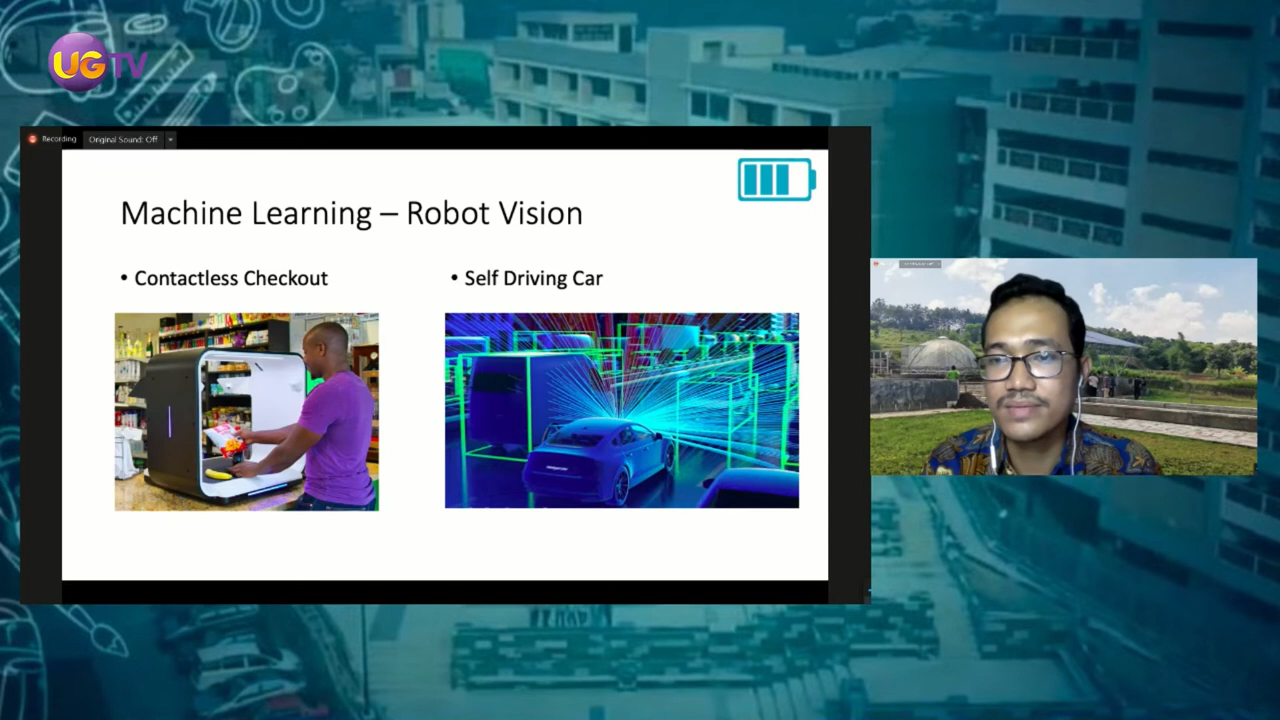 UGTV
Recording
Original Sound: Off
Machine Learning – Robot Vision
• Contactless Checkout
• Self Driving Car